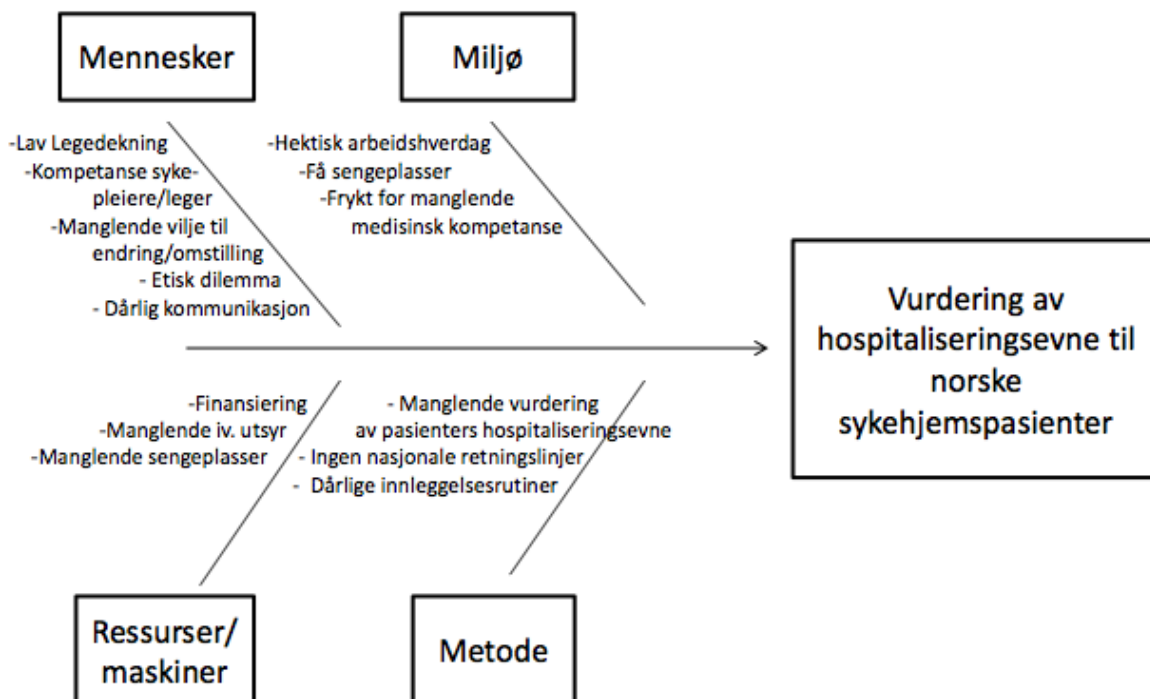 Mennesker
Miljø
-Lav Legedekning
-Kompetanse syke-
pleiere/leger
-Manglende vilje til
endring/omstilling
- Etisk dilemma
- Dårlig kommunikasjon
-Hektisk arbeidshverdag
-Få sengeplasser
-Frykt for manglende
medisinsk kompetanse
Vurdering av
hospitaliseringsevne til
norske
sykehjemspasienter
-Finansiering
-Manglende iv. utsyr
-Manglende sengeplasser
- Manglende vurdering
av pasienters hospitaliseringsevne
- Ingen nasjonale retningslinjer
- Dårlige innleggelsesrutiner
Ressurser/
maskiner
Metode